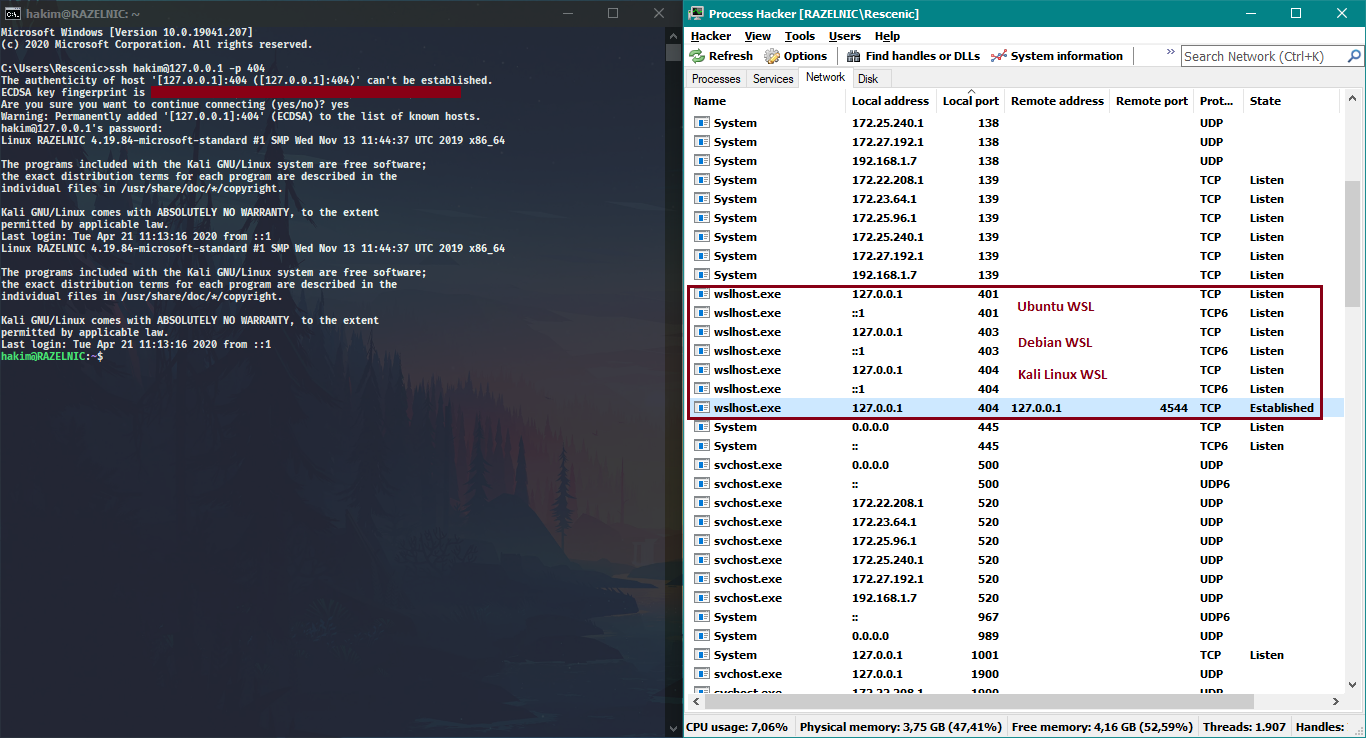 hakim@RAZELNIC: ~
Microsoft Windows [Version 10.0.19041.207]
(c) 2020 Microsoft Corporation. All rights reserved.
C:\Users\Rescenic>ssh hakim@127.0.0.1 -p 404
The authenticity of host '[127.0.0.1]:404 ([127.0.0.1]:404)' can't be established.
ECDSA key fingerprint is
Are you sure you want to continue connecting (yes/no)? yes
Warning: Permanently added '[127.0.0.1]:404' (ECDSA) to the list of known hosts.
hakim@127.0.0.1's password:
Linux RAZELNIC 4.19.84-microsoft-standard #1 SMP Wed Nov 13 11:44:37 UTC 2019 x86_64
The programs included with the Kali GNU/Linux system are free software;
the exact distribution terms for each program are described in the
individual files in /usr/share/doc/*/copyright.
Kali GNU/Linux comes with ABSOLUTELY NO WARRANTY, to the extent
permitted by applicable law.
Last login: Tue Apr 21 11:13:16 2020 from ::1
Linux RAZELNIC 4.19.84-microsoft-standard #1 SMP Wed Nov 13 11:44:37 UTC 2019 x86_64
The programs included with the Kali GNU/Linux system are free software;
the exact distribution terms for each program are described in the
individual files in /usr/share/doc/*/copyright.
Kali GNU/Linux comes with ABSOLUTELY NO WARRANTY, to the extent
permitted by applicable law.
Last login: Tue Apr 21 11:13:16 2020 from ::1
hakim@RAZELNIC:~$
Process Hacker [RAZELNIC\Rescenic]
Hacker View Tools Users Help
Refresh Options Find handles or DLLs System information » Search Network (Ctrl+K)
Processes Services Network Disk
Name Local address Local port Remote address Remote port Prot... State
System 172.25.240.1 138 UDP
System 172.27.192.1 138 UDP
System 192.168.1.7 138 UDP
System 172.22.208.1 139 TCP Listen
System 172.23.64.1 139 TCP Listen
System 172.25.96.1 139 TCP Listen
System 172.25.240.1 139 TCP Listen
System 172.27.192.1 139 TCP Listen
System 192.168.1.7 139 TCP Listen
wslhost.exe 127.0.0.1 401 TCP Listen
Ubuntu WSL
wslhost.exe ::1 401 TCP6 Listen
wslhost.exe 127.0.0.1 403 TCP Listen
Debian WSL
wslhost.exe ::1 403 TCP6 Listen
wslhost.exe 127.0.0.1 404 TCP Listen
Kali Linux WSL
wslhost.exe ::1 404 TCP6 Listen
wslhost.exe 127.0.0.1 404 127.0.0.1 4544 TCP Established
System 0.0.0.0 445 TCP Listen
System :: 445 TCP6 Listen
svchost.exe 0.0.0.0 500 UDP
svchost.exe :: 500 UDP6
svchost.exe 172.22.208.1 520 UDP
svchost.exe 172.23.64.1 520 UDP
svchost.exe 172.25.96.1 520 UDP
svchost.exe 172.25.240.1 520 UDP
svchost.exe 172.27.192.1 520 UDP
svchost.exe 192.168.1.7 520 UDP
System :: 967 UDP6
System 0.0.0.0 989 UDP
System 127.0.0.1 1001 TCP Listen
svchost.exe 127.0.0.1 1900 UDP
svchost.exe 172.22.208.1 1900 UDP
CPU usage: 7,06% Physical memory: 3,75 GB (47,41%) Free memory: 4,16 GB (52,59%) Threads: 1.907 Handles: